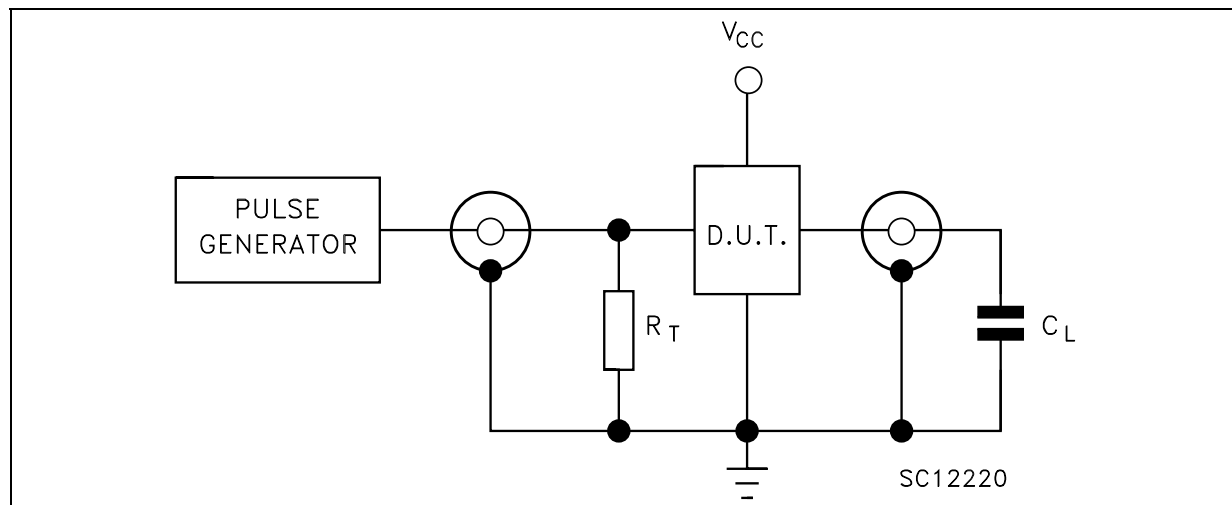 VCC
PULSE
GENERATOR
D.U.T.
RT
CL
SC12220